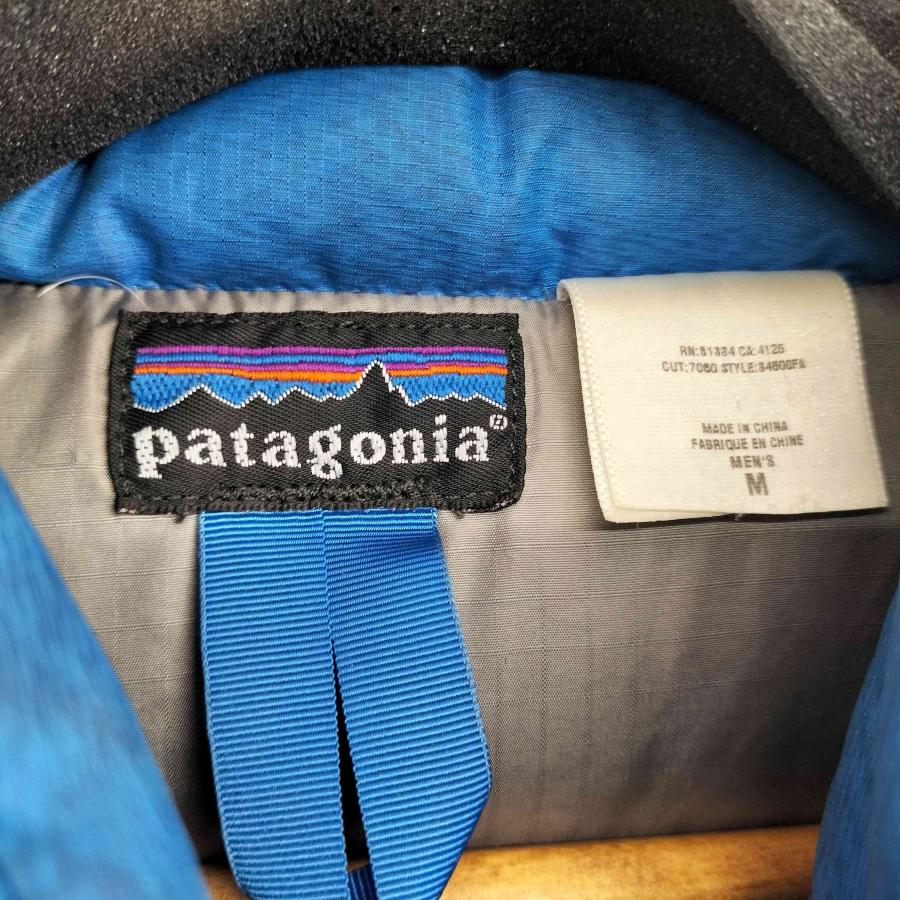 patagonia®
RN:51884 CA:4125
CUT:7060 STYLE:84600FA
MADE IN CHINA
FABRIQUE EN CHINE
MEN'S
M